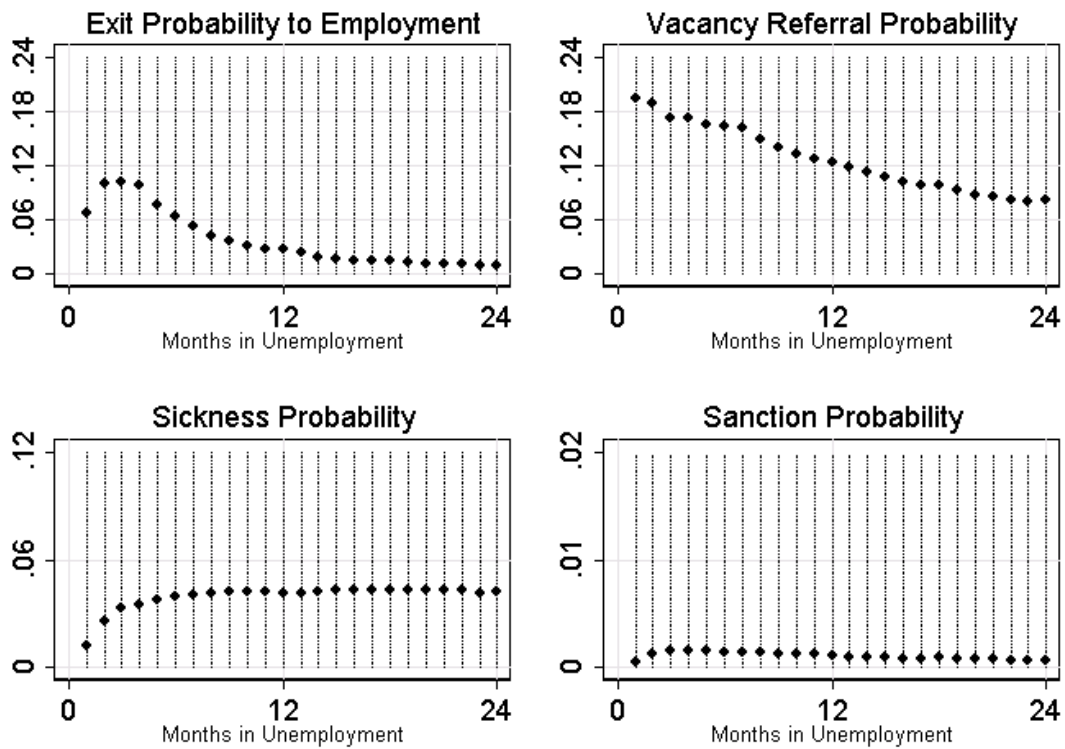 Exit Probability to Employment
.24
.18
.12
.06
0
0 12 24
Months in Unemployment
Vacancy Referral Probability
.24
.18
.12
.06
0
0 12 24
Months in Unemployment
Sickness Probability
.12
.06
0
0 12 24
Months in Unemployment
Sanction Probability
.02
.01
0
0 12 24
Months in Unemployment